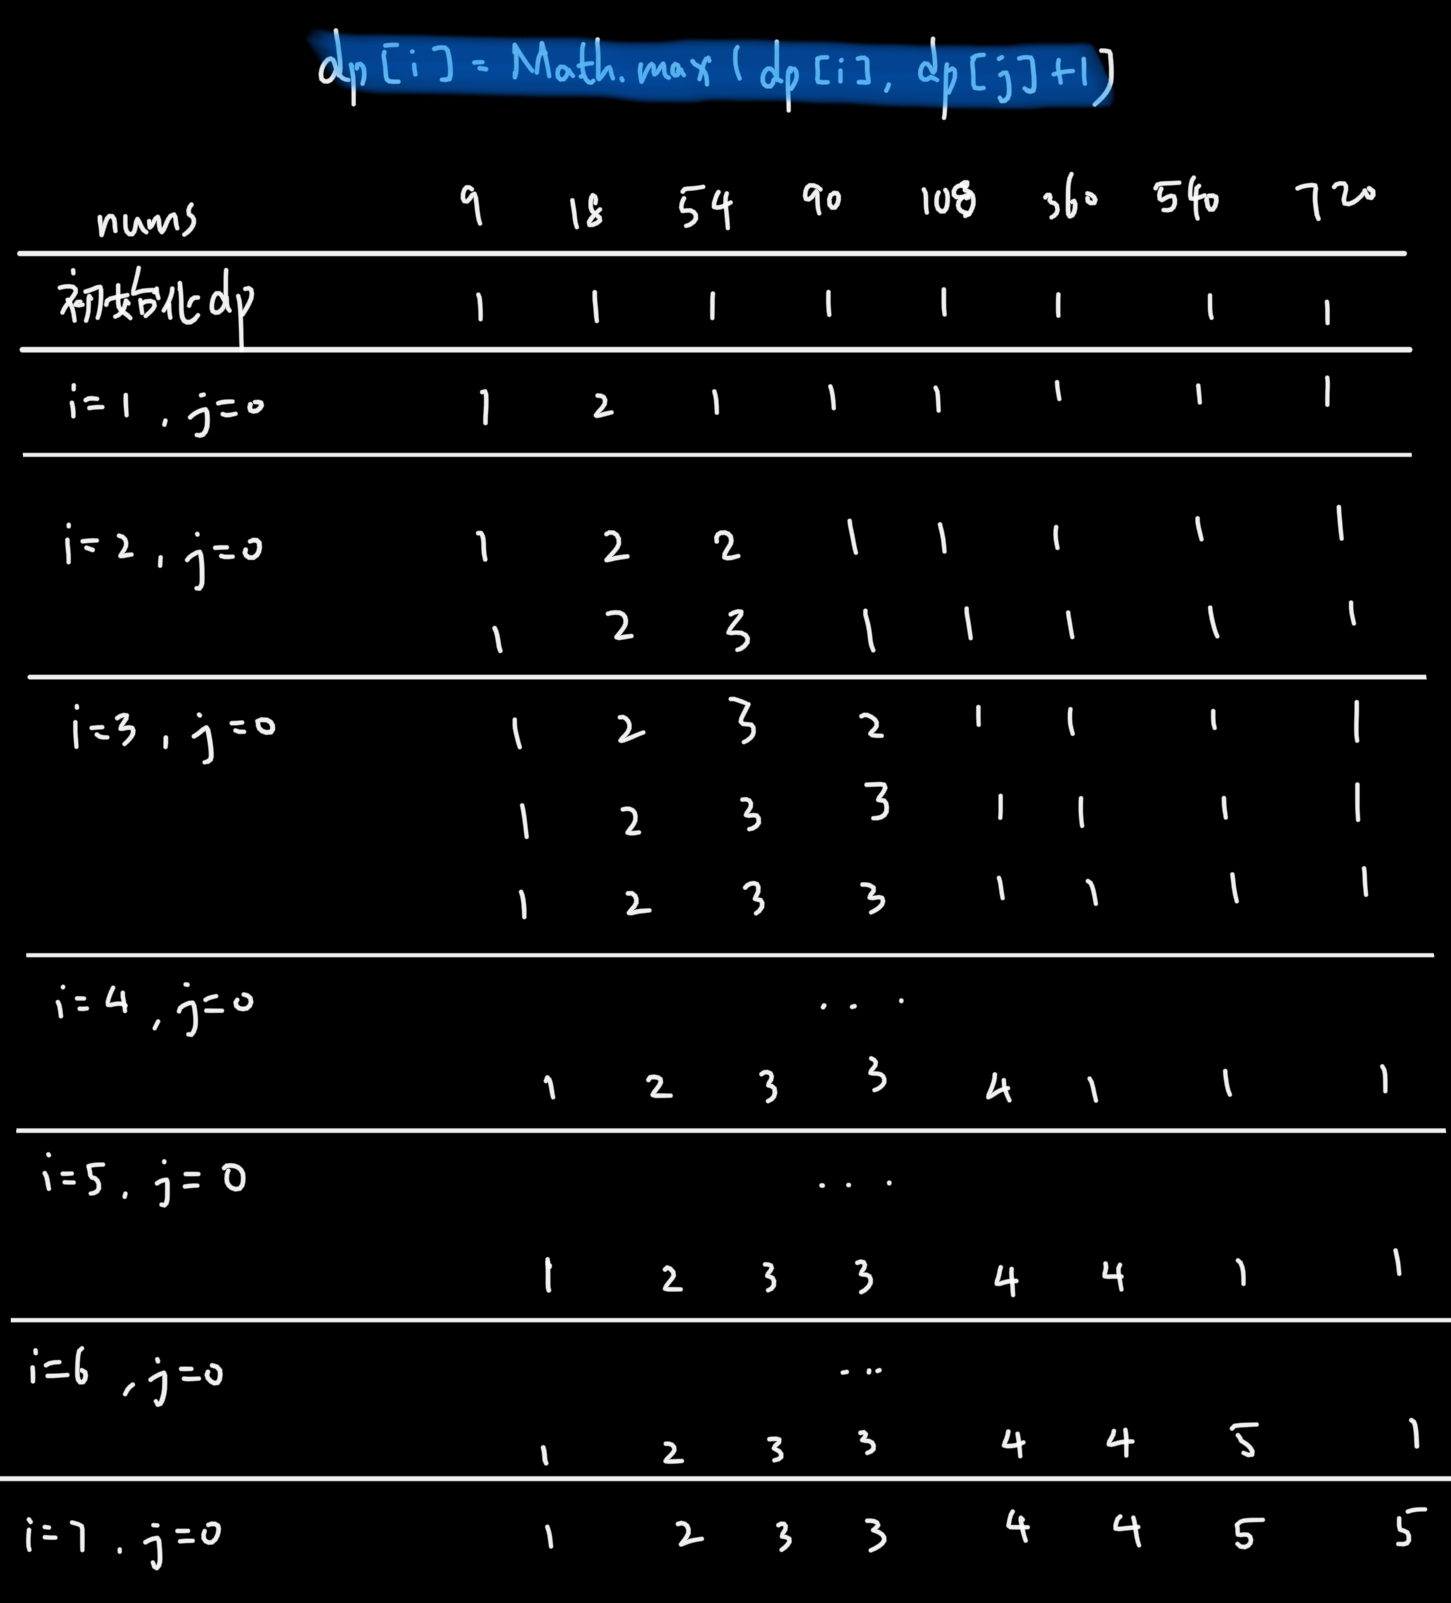 dp[i] = Math.max(dp[i], dp[j]+1)
nums 9 18 54 90 108 360 540 720
初始化dp 1 1 1 1 1 1 1 1
i=1, j=0 1 2 1 1 1 1 1 1
i=2, j=0 1 2 2 1 1 1 1 1
1 2 3 1 1 1 1 1
i=3, j=0 1 2 3 2 1 1 1 1
1 2 3 3 1 1 1 1
1 2 3 3 1 1 1 1
i=4, j=0 ...
1 2 3 3 4 1 1 1
i=5, j=0 ...
1 2 3 3 4 4 1 1
i=6, j=0 ...
1 2 3 3 4 4 5 1
i=7, j=0 1 2 3 3 4 4 5 5